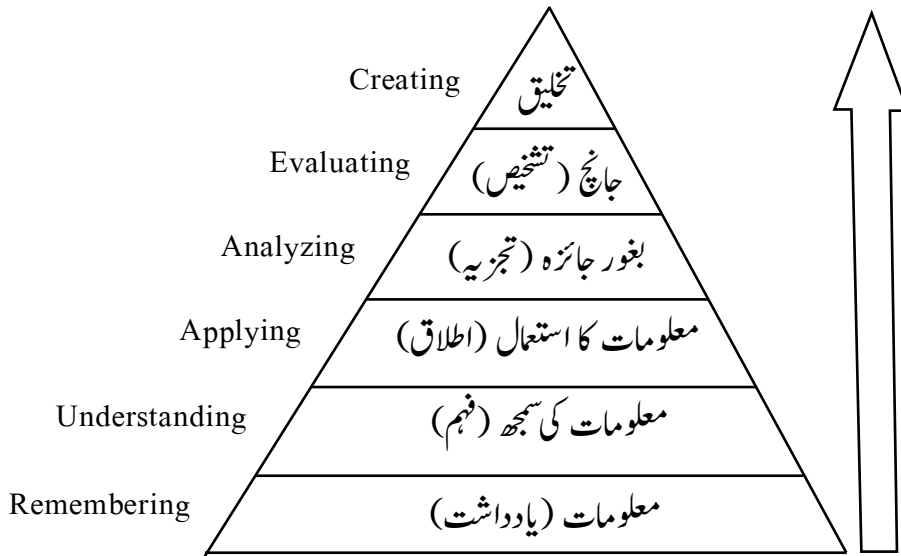 Creating تخلیق
Evaluating جانچ (تشخیص)
Analyzing بغور جائزہ (تجزیہ)
Applying معلومات کا استعمال (اطلاق)
Understanding معلومات کی سمجھ (فہم)
Remembering معلومات (یادداشت)